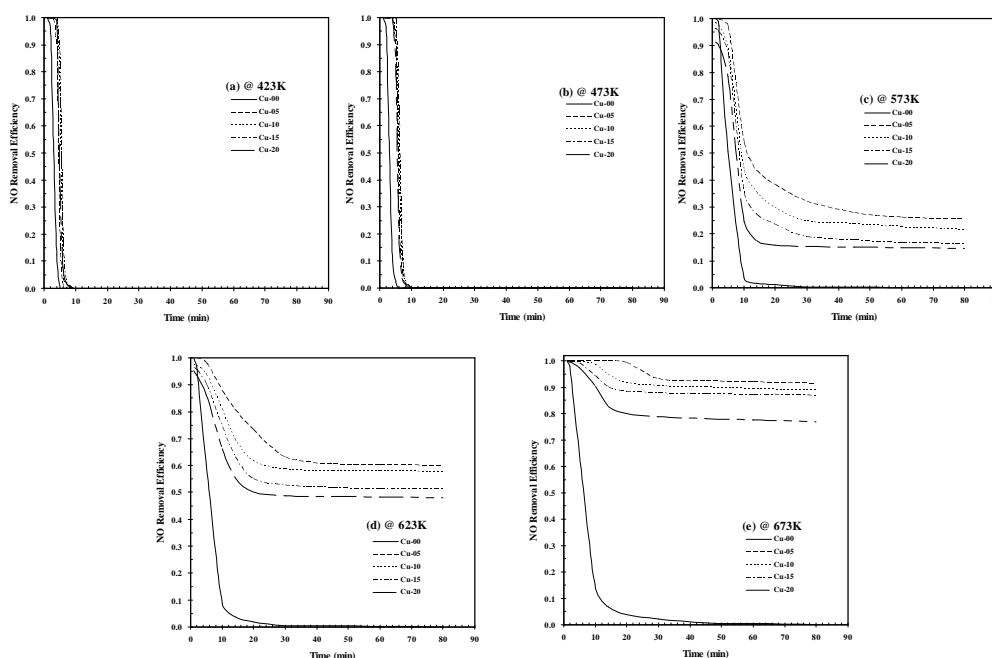 NO Removal Efficiency
1.0
0.9
0.8
0.7
0.6
0.5
0.4
0.3
0.2
0.1
0.0
(a) @ 423K
Cu-00
Cu-05
Cu-10
Cu-15
Cu-20
0 10 20 30 40 50 60 70 80 90
Time (min)
NO Removal Efficiency
1.0
0.9
0.8
0.7
0.6
0.5
0.4
0.3
0.2
0.1
0.0
(b) @ 473K
Cu-00
Cu-05
Cu-10
Cu-15
Cu-20
0 10 20 30 40 50 60 70 80 90
Time (min)
NO Removal Efficiency
1.0
0.9
0.8
0.7
0.6
0.5
0.4
0.3
0.2
0.1
0.0
(c) @ 573K
Cu-00
Cu-05
Cu-10
Cu-15
Cu-20
0 10 20 30 40 50 60 70 80
Time (min)
NO Removal Efficiency
1.0
0.9
0.8
0.7
0.6
0.5
0.4
0.3
0.2
0.1
0.0
(d) @ 623K
Cu-00
Cu-05
Cu-10
Cu-15
Cu-20
0 10 20 30 40 50 60 70 80 90
Time (min)
NO Removal Efficiency
1.0
0.9
0.8
0.7
0.6
0.5
0.4
0.3
0.2
0.1
0.0
(e) @ 673K
Cu-00
Cu-05
Cu-10
Cu-15
Cu-20
0 10 20 30 40 50 60 70 80 90
Time (min)